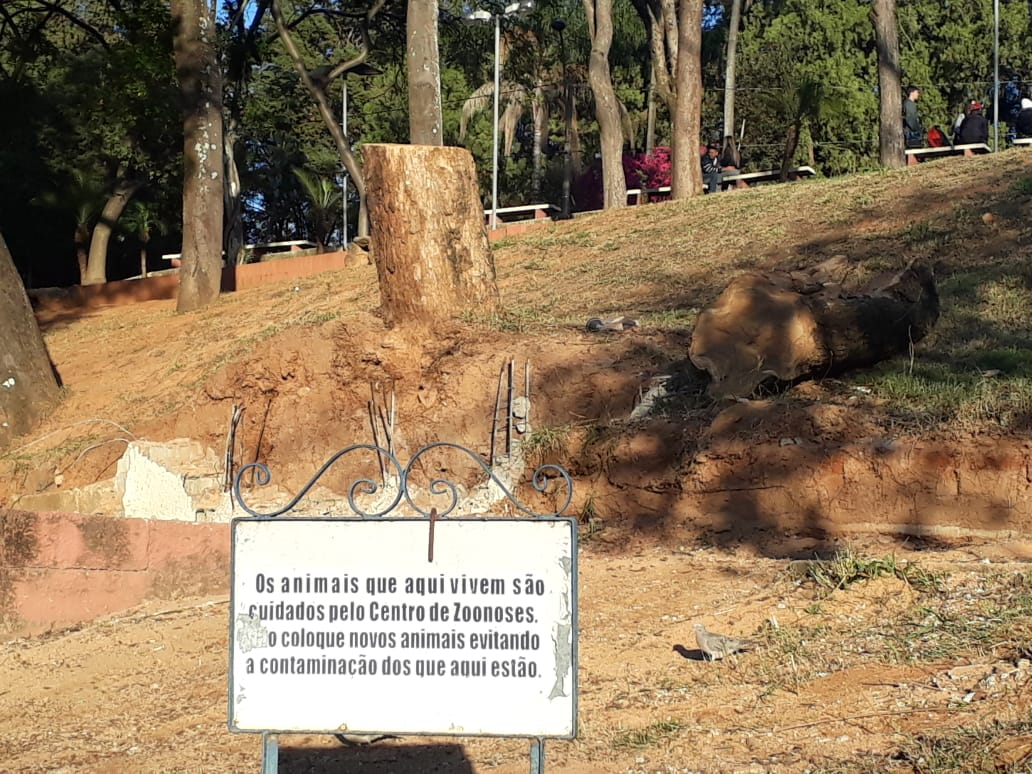 Os animais que aqui vivem são
cuidados pelo Centro de Zoonoses.
o coloque novos animais evitando
a contaminação dos que aqui estão.